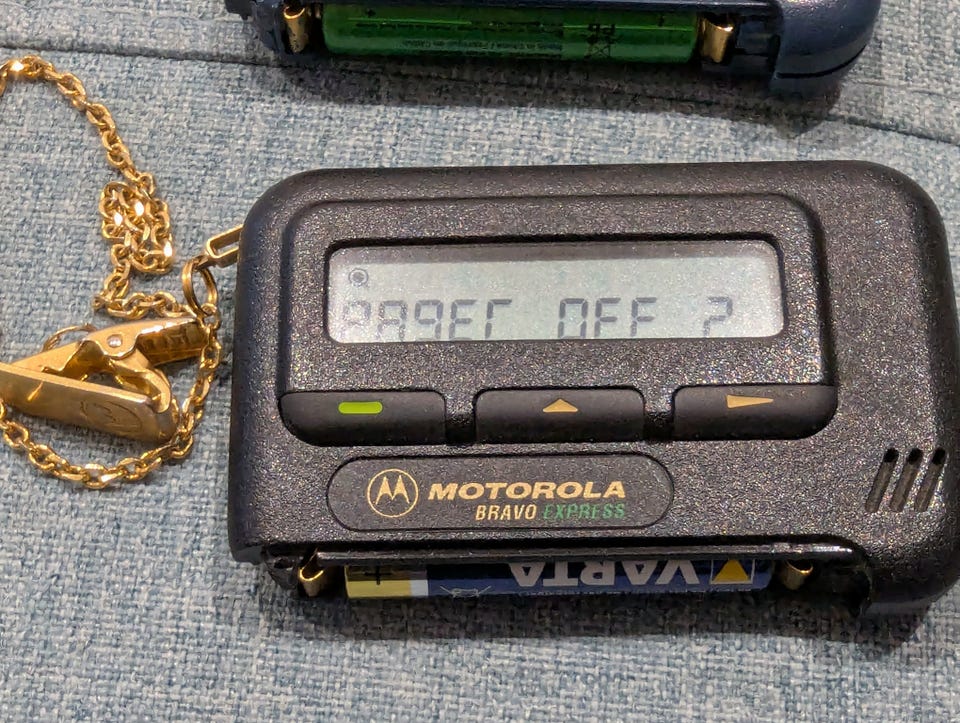 PAGER OFF ?
MOTOROLA
BRAVO EXPRESS
VARTA